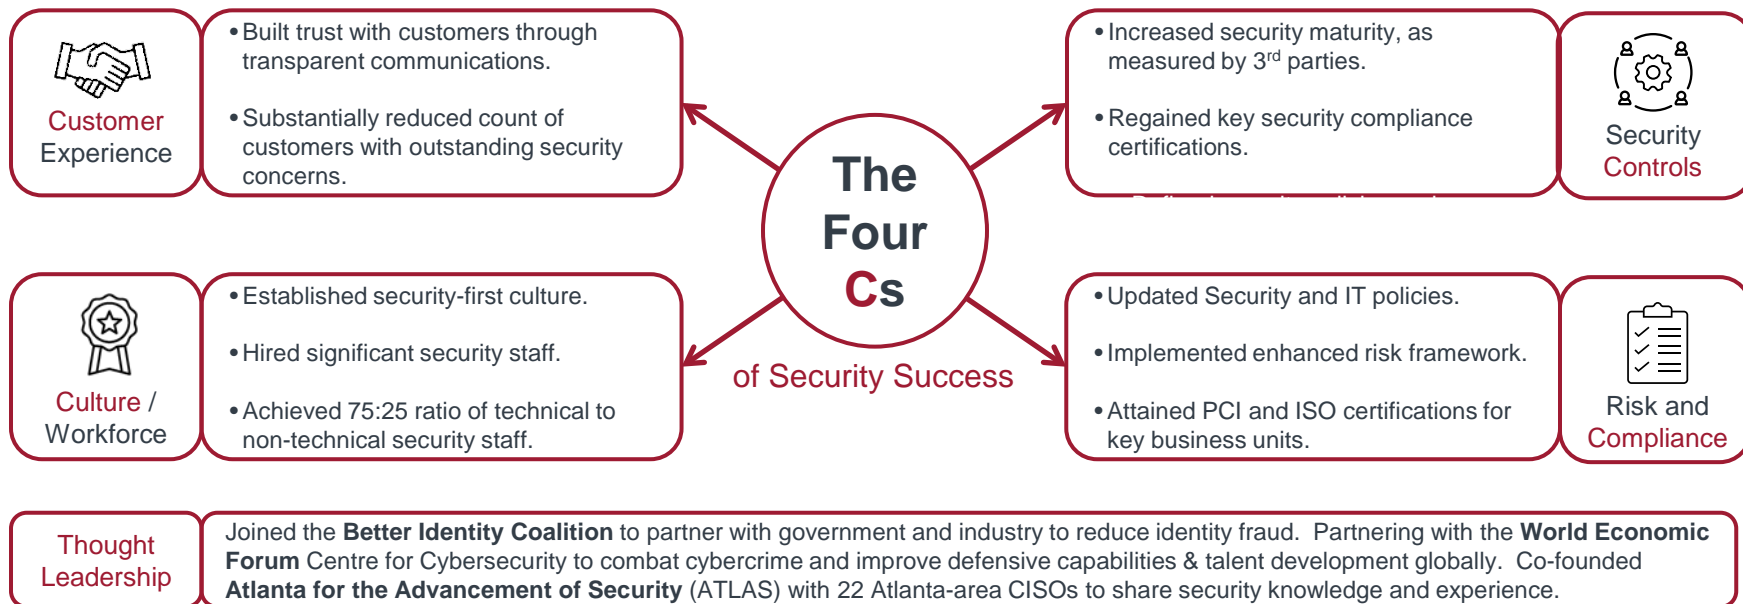 Customer
Experience
• Built trust with customers through
transparent communications.
• Substantially reduced count of
customers with outstanding security
concerns.
• Increased security maturity, as
measured by 3rd parties.
• Regained key security compliance
certifications.
Security
Controls
The
Four
Cs
of Security Success
Culture /
Workforce
• Established security-first culture.
• Hired significant security staff.
• Achieved 75:25 ratio of technical to
non-technical security staff.
• Updated Security and IT policies.
• Implemented enhanced risk framework.
• Attained PCI and ISO certifications for
key business units.
Risk and
Compliance
Thought
Leadership
Joined the Better Identity Coalition to partner with government and industry to reduce identity fraud. Partnering with the World Economic
Forum Centre for Cybersecurity to combat cybercrime and improve defensive capabilities & talent development globally. Co-founded
Atlanta for the Advancement of Security (ATLAS) with 22 Atlanta-area CISOs to share security knowledge and experience.